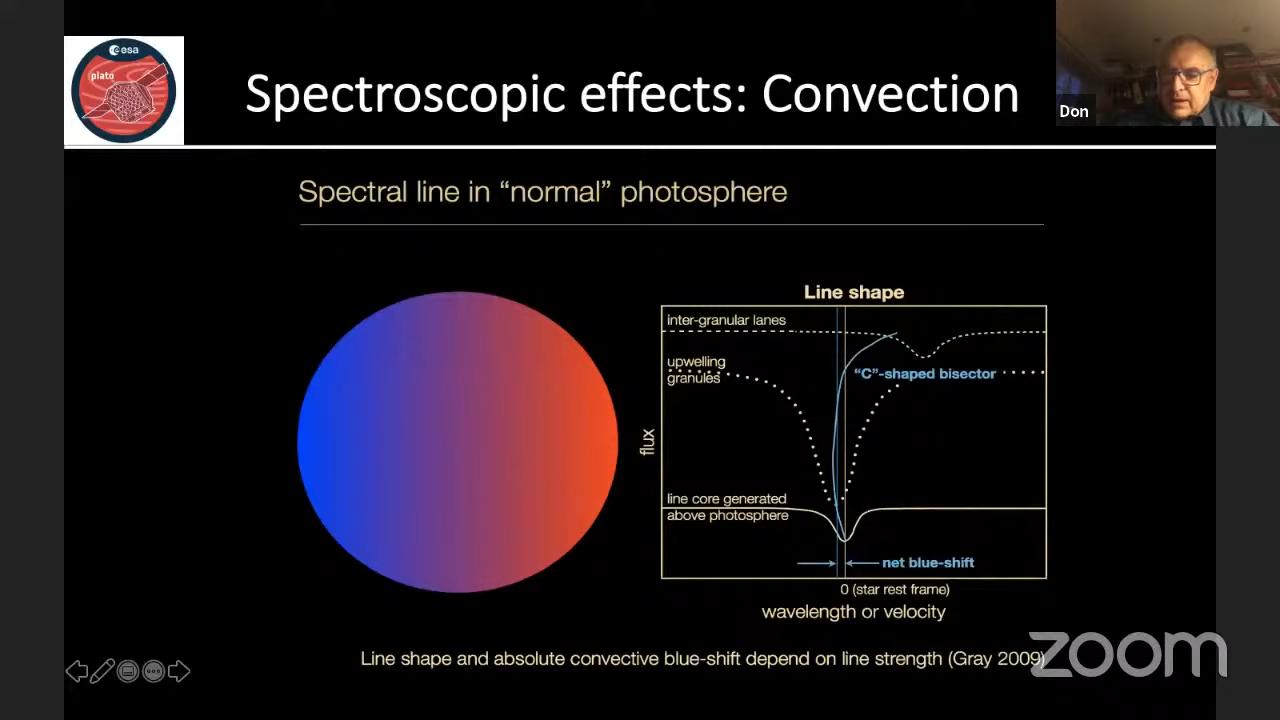 esa
plato
Spectroscopic effects: Convection
Don
Spectral line in “normal” photosphere
Line shape
inter-granular lanes
upwelling
granules
“C”-shaped bisector
flux
line core generated
above photosphere
net blue-shift
0 (star rest frame)
wavelength or velocity
Line shape and absolute convective blue-shift depend on line strength (Gray 2009)
zoom